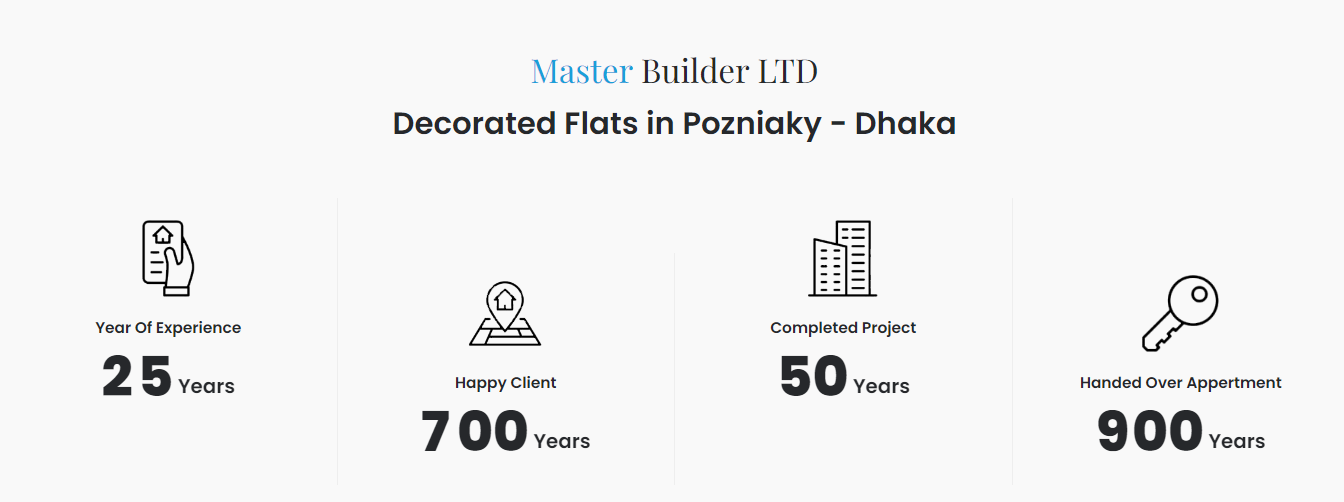 Master Builder LTD
Decorated Flats in Pozniaky - Dhaka
Year Of Experience
25 Years
Happy Client
700 Years
Completed Project
50 Years
Handed Over Appertment
900 Years